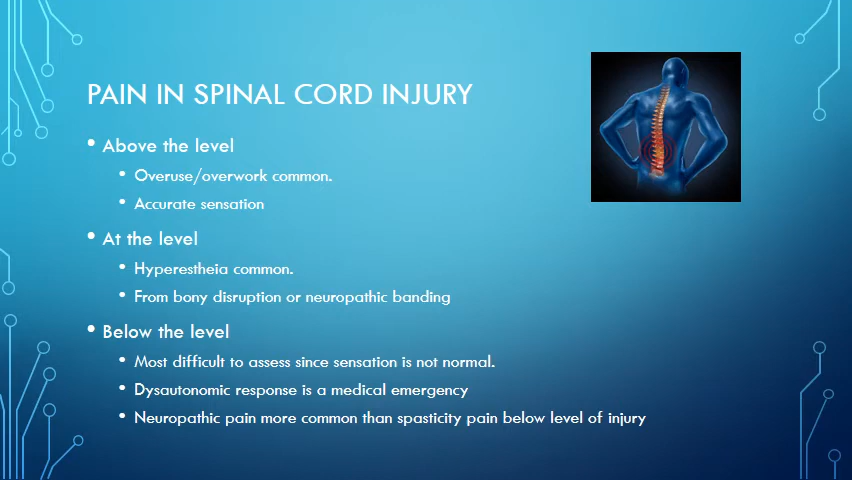 PAIN IN SPINAL CORD INJURY
• Above the level
• Overuse/overwork common.
• Accurate sensation
• At the level
• Hyperestheia common.
• From bony disruption or neuropathic banding
• Below the level
• Most difficult to assess since sensation is not normal.
• Dysautonomic response is a medical emergency
• Neuropathic pain more common than spasticity pain below level of injury